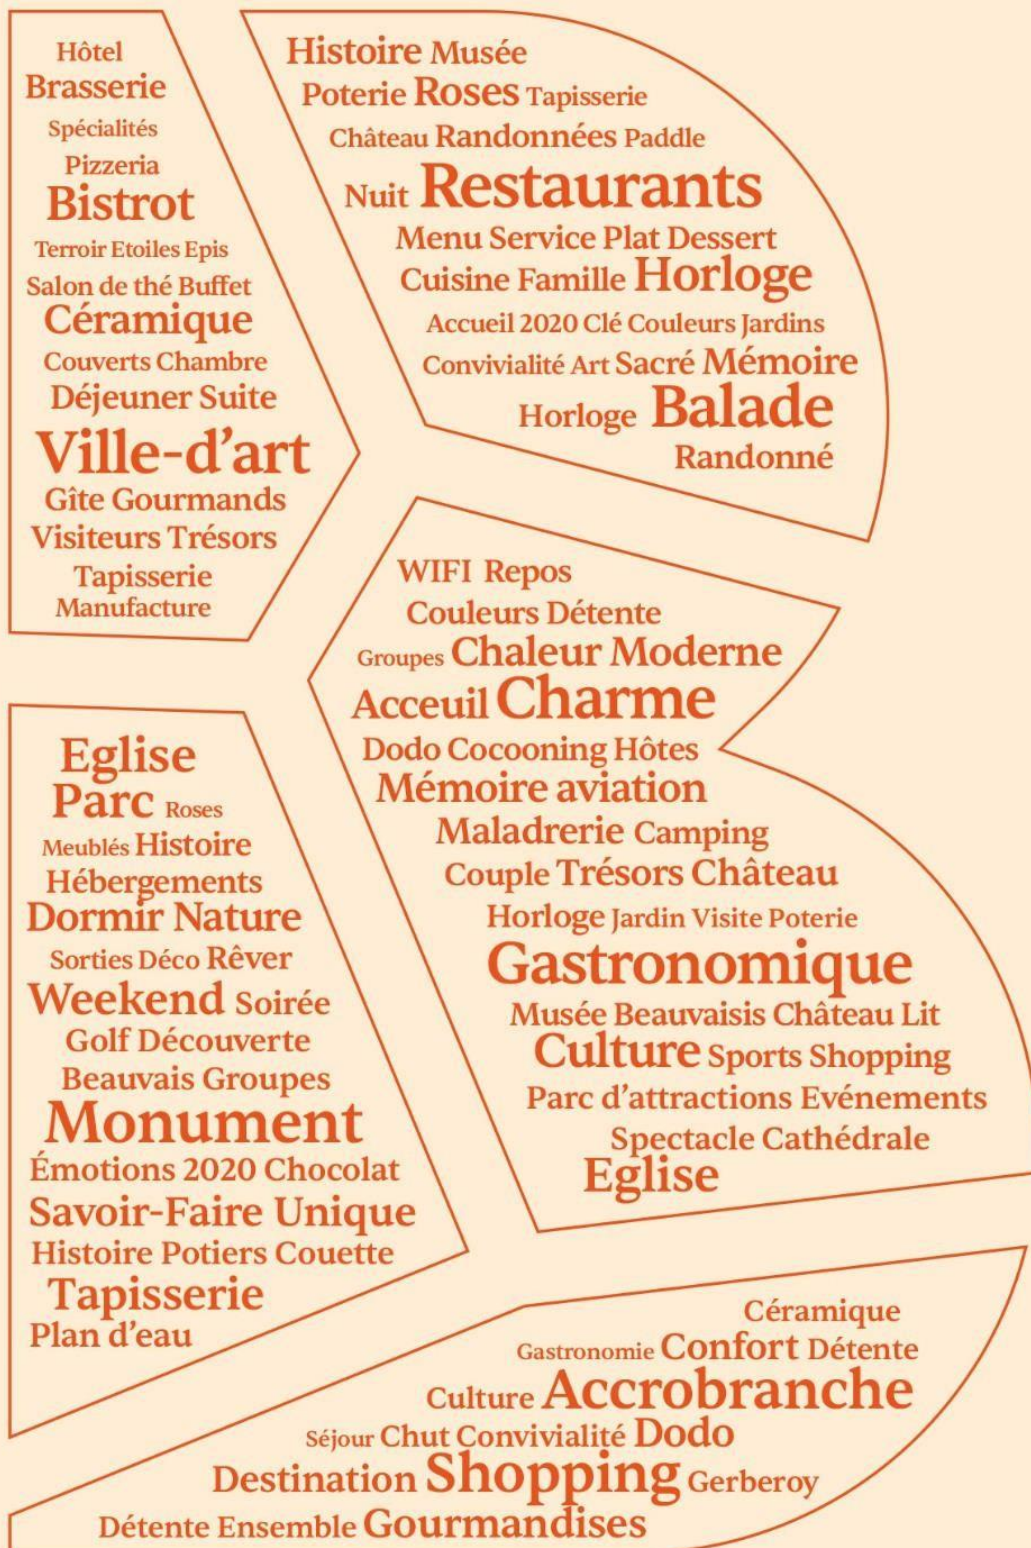 Hôtel
Brasserie
Spécialités
Pizzeria
Bistrot
Terroir Etoiles Epis
Salon de thé Buffet
Céramique
Couverts Chambre
Déjeuner Suite
Ville-d'art
Gîte Gourmands
Visiteurs Trésors
Tapisserie
Manufacture
Histoire Musée
Poterie Roses Tapisserie
Château Randonnées Paddle
Nuit Restaurants
Menu Service Plat Dessert
Cuisine Famille Horloge
Accueil 2020 Clé Couleurs Jardins
Convivialité Art Sacré Mémoire
Horloge Balade
Randonné
WIFI Repos
Couleurs Détente
Groupes Chaleur Moderne
Acceuil Charme
Dodo Cocooning Hôtes
Mémoire aviation
Maladrerie Camping
Couple Trésors Château
Horloge Jardin Visite Poterie
Gastronomique
Musée Beauvaisis Château Lit
Culture Sports Shopping
Parc d'attractions Evénements
Spectacle Cathédrale
Eglise
Eglise
Parc Roses
Meublés Histoire
Hébergements
Dormir Nature
Sorties Déco Rêver
Weekend Soirée
Golf Découverte
Beauvais Groupes
Monument
Émotions 2020 Chocolat
Savoir-Faire Unique
Histoire Potiers Couette
Tapisserie
Plan d'eau
Céramique
Gastronomie Confort Détente
Culture Accrobranche
Séjour Chut Convivialité Dodo
Destination Shopping Gerberoy
Détente Ensemble Gourmandises